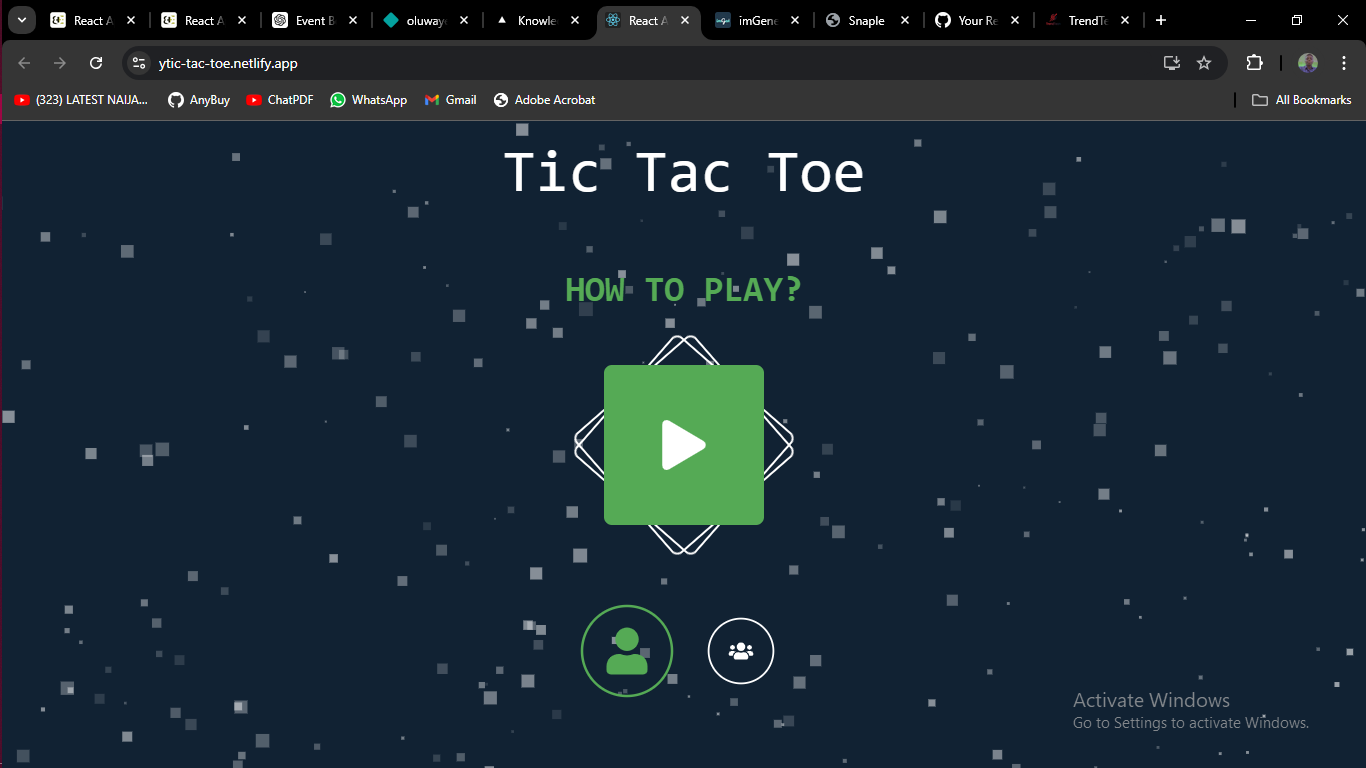 React A
React A
Event B
oluway
Knowle
React A
imGene
Snaple
Your Re
TrendTe
ytic-tac-toe.netlify.app
(323) LATEST NAIJA...
AnyBuy
ChatPDF
WhatsApp
Gmail
Adobe Acrobat
All Bookmarks
Tic Tac Toe
HOW TO PLAY?
Activate Windows
Go to Settings to activate Windows.